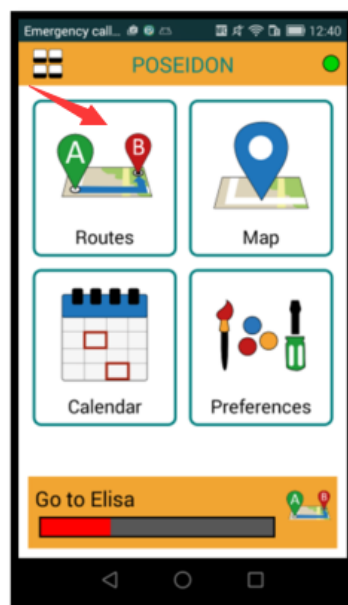 Emergency call... 12:40
POSEIDON
A B
Routes Map
Calendar Preferences
Go to Elisa
A B